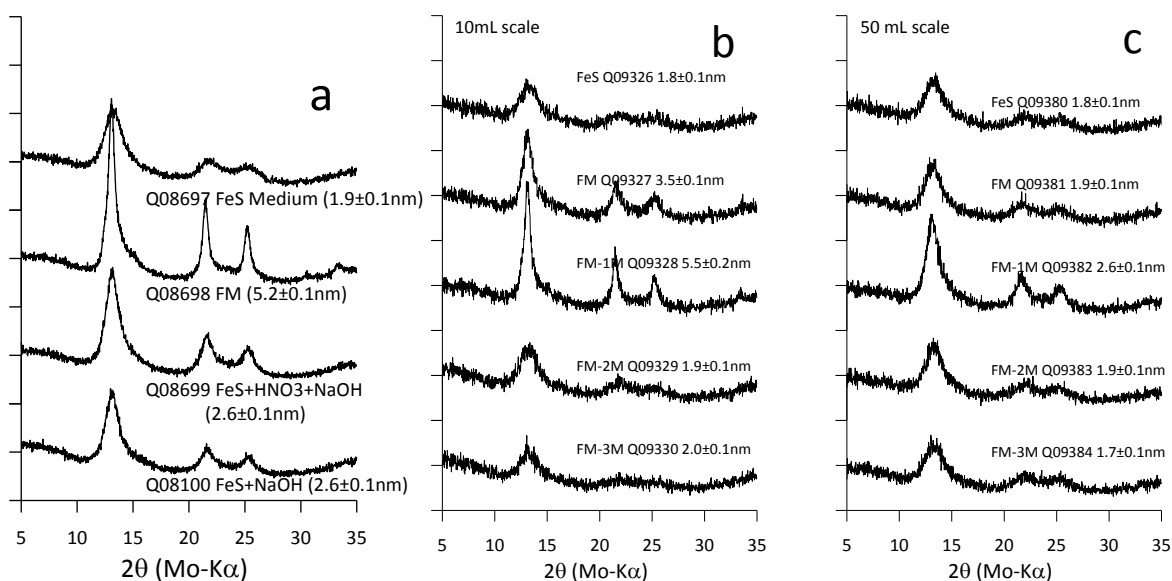 a
Q08697 FeS Medium (1.9±0.1nm)
Q08698 FM (5.2±0.1nm)
Q08699 FeS+HNO3+NaOH
(2.6±0.1nm)
Q08100 FeS+NaOH (2.6±0.1nm)
5 10 15 20 25 30 35
2θ (Mo-Kα)
10mL scale
b
FeS Q09326 1.8±0.1nm
FM Q09327 3.5±0.1nm
FM-1M Q09328 5.5±0.2nm
FM-2M Q09329 1.9±0.1nm
FM-3M Q09330 2.0±0.1nm
5 10 15 20 25 30 35
2θ (Mo-Kα)
50 mL scale
c
FeS Q09380 1.8±0.1nm
FM Q09381 1.9±0.1nm
FM-1M Q09382 2.6±0.1nm
FM-2M Q09383 1.9±0.1nm
FM-3M Q09384 1.7±0.1nm
5 10 15 20 25 30 35
2θ (Mo-Kα)